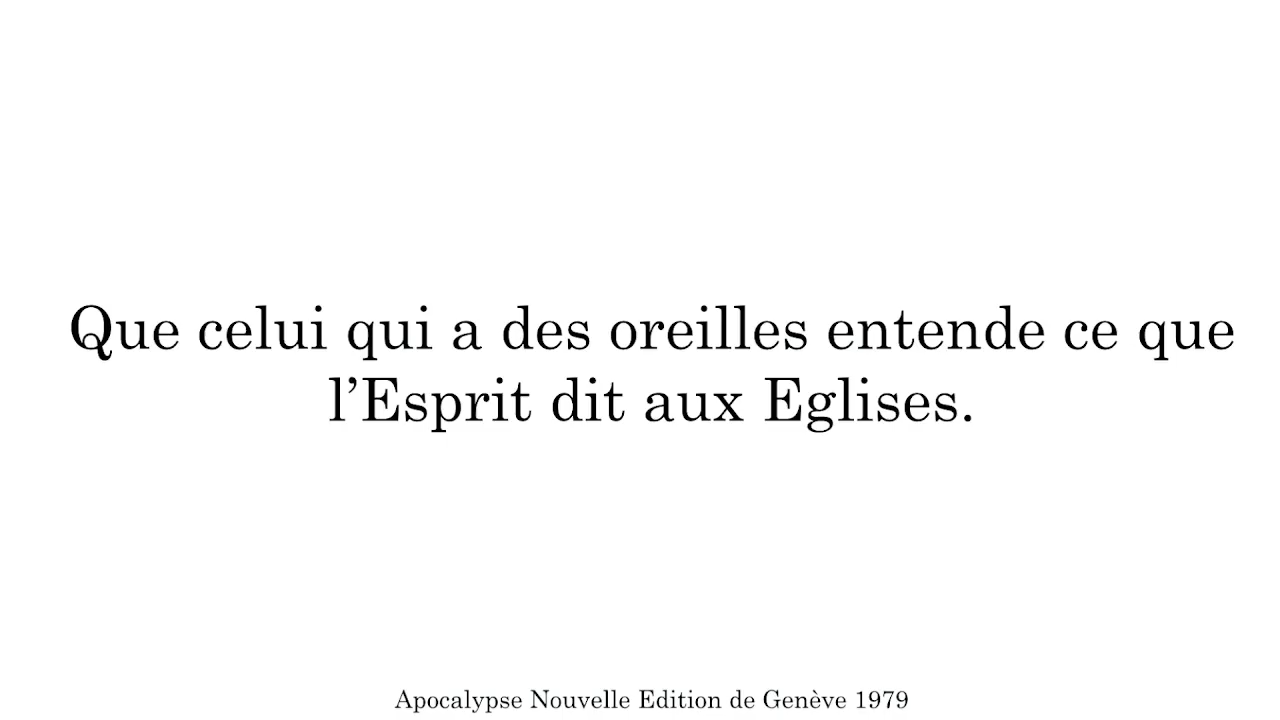 Que celui qui a des oreilles entende ce que
l’Esprit dit aux Eglises.
Apocalypse Nouvelle Edition de Genève 1979